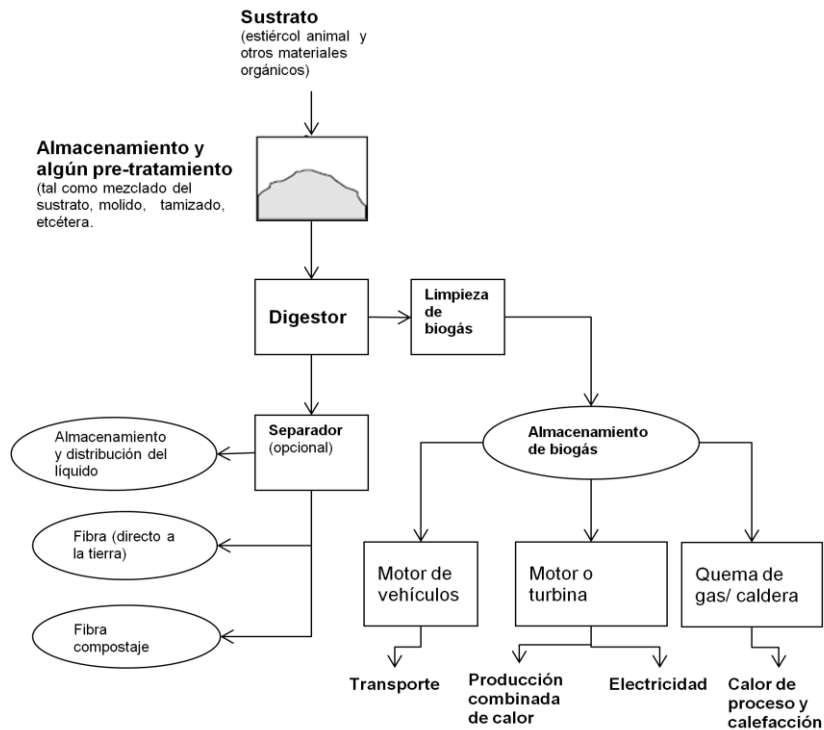 Sustrato
(estiércol animal y
otros materiales
orgánicos)
Almacenamiento y
algún pre-tratamiento
(tal como mezclado del
sustrato, molido, tamizado,
etcétera.
Digestor
Limpieza
de
biogás
Separador
(opcional)
Almacenamiento
y distribución del
líquido
Fibra (directo a
la tierra)
Fibra
compostaje
Almacenamiento
de biogás
Motor de
vehículos
Motor o
turbina
Quema de
gas/ caldera
Transporte
Producción
combinada
de calor
Electricidad
Calor de
proceso y
calefacción